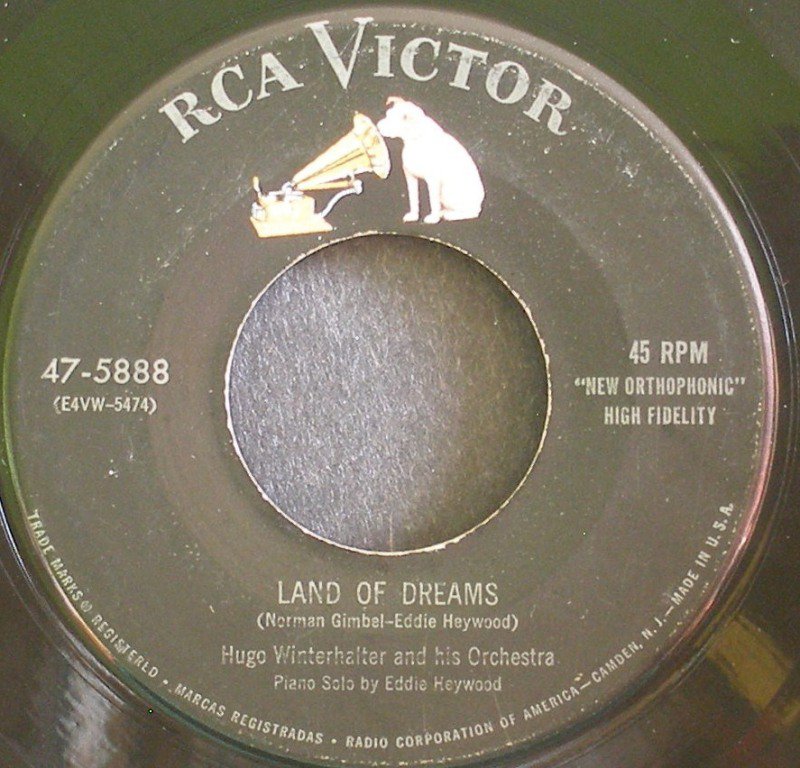 RCA VICTOR
47-5888
(E4VW-5474)
45 RPM
"NEW ORTHOPHONIC"
HIGH FIDELITY
LAND OF DREAMS
(Norman Gimbel-Eddie Heywood)
Hugo Winterhalter and his Orchestra
Piano Solo by Eddie Heywood
TRADE MARKS ® REGISTERED • MARCAS REGISTRADAS • RADIO CORPORATION OF AMERICA—CAMDEN, N. J.—MADE IN U. S. A.